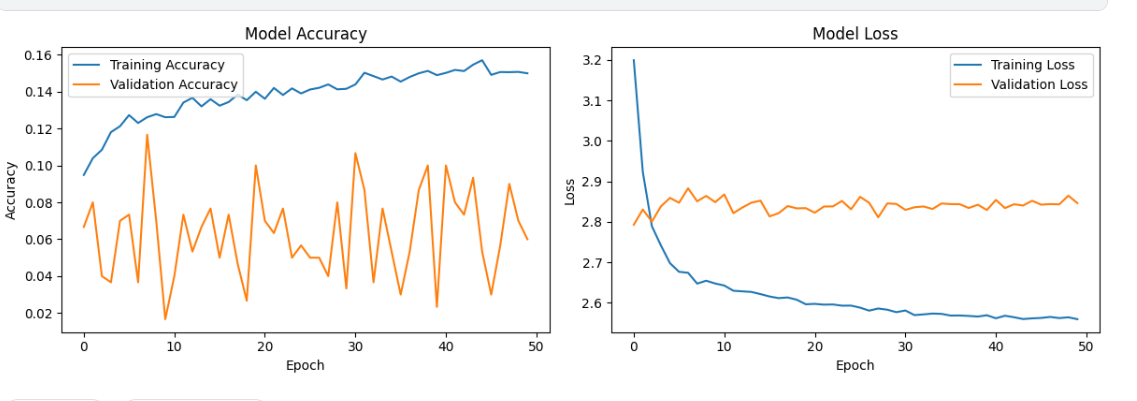 Model Accuracy
Training Accuracy
Validation Accuracy
0.16
0.14
0.12
0.10
0.08
0.06
0.04
0.02
Accuracy
0 10 20 30 40 50
Epoch
Model Loss
Training Loss
Validation Loss
3.2
3.1
3.0
2.9
2.8
2.7
2.6
Loss
0 10 20 30 40 50
Epoch